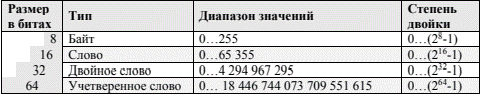 Размер в битах Тип Диапазон значений Степень двойки
8 Байт 0…255 0…(2⁸-1)
16 Слово 0…65 355 0…(2¹⁶-1)
32 Двойное слово 0…4 294 967 295 0…(2³²-1)
64 Учетверенное слово 0… 18 446 744 073 709 551 615 0…(2⁶⁴-1)